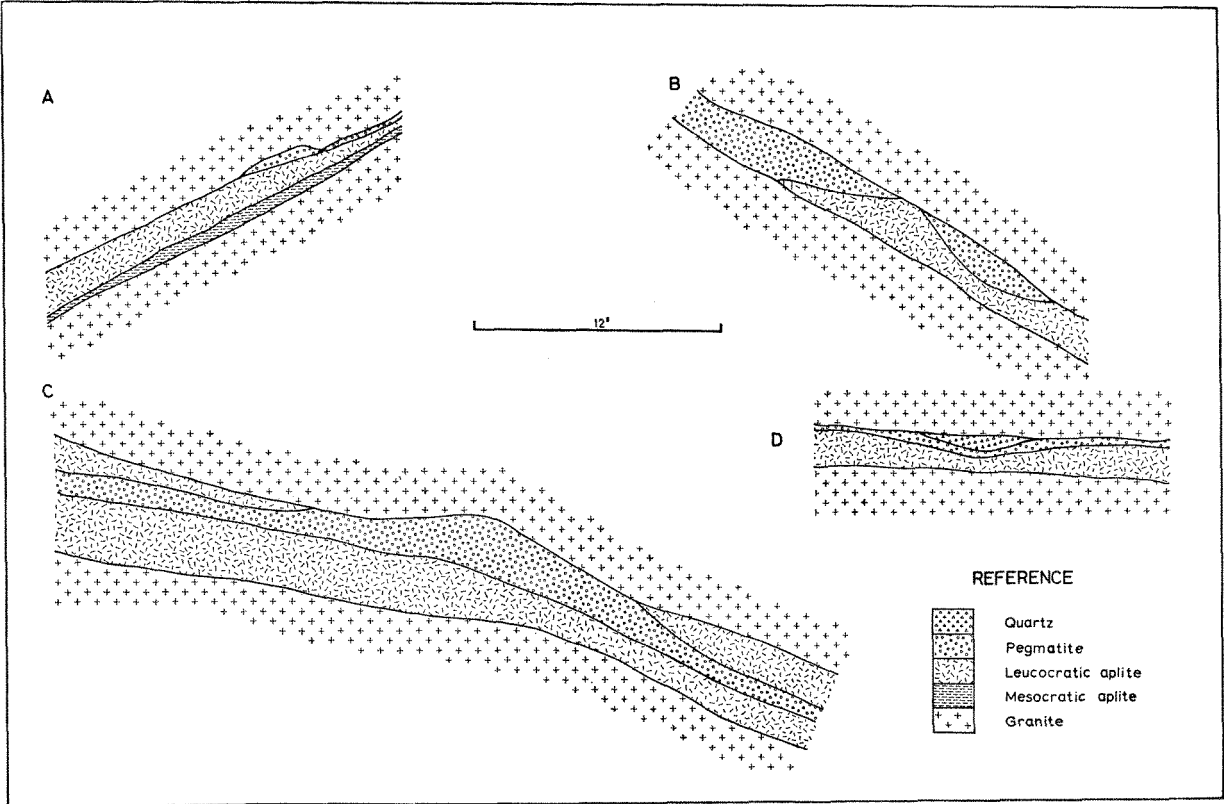 A
B
12"
C
D
REFERENCE
Quartz
Pegmatite
Leucocratic aplite
Mesocratic aplite
Granite